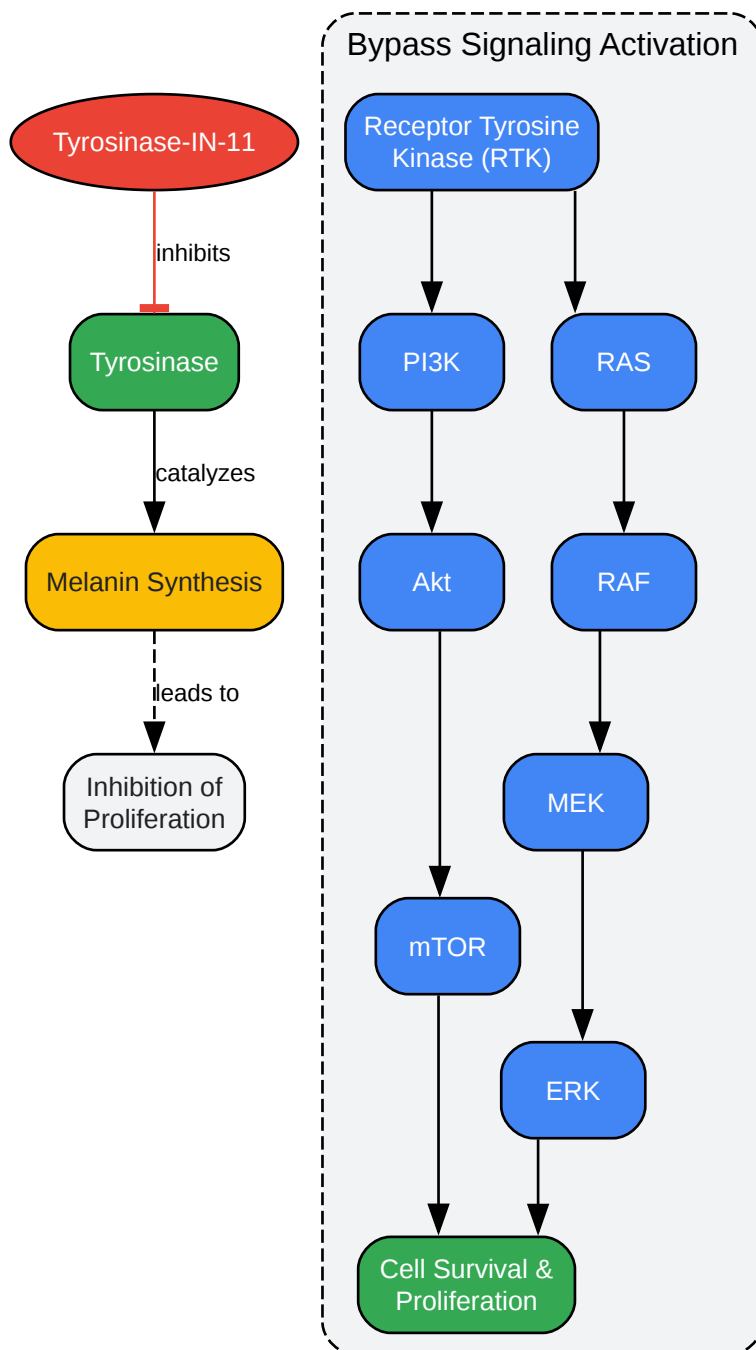 Bypass Signaling Activation
Tyrosinase-IN-11
inhibits
Tyrosinase
catalyzes
Melanin Synthesis
leads to
Inhibition of
Proliferation
Receptor Tyrosine
Kinase (RTK)
PI3K
RAS
Akt
RAF
MEK
mTOR
ERK
Cell Survival &
Proliferation